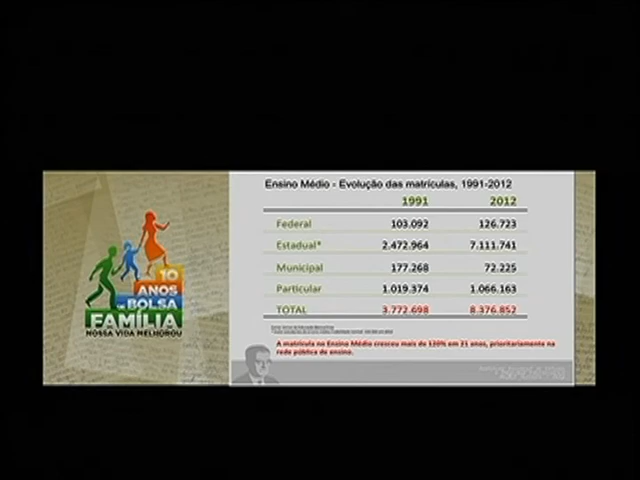 Ensino Médio - Evolução das matrículas, 1991-2012
1991 2012
Federal 103.092 126.723
Estadual* 2.472.964 7.111.741
Municipal 177.268 72.225
Particular 1.019.374 1.066.163
TOTAL 3.772.698 8.376.852
A matrícula no Ensino Médio cresceu mais de 120% em 21 anos, prioritariamente na
rede pública de ensino.
10
ANOS
DE BOLSA
FAMÍLIA
NOSSA VIDA MELHOROU